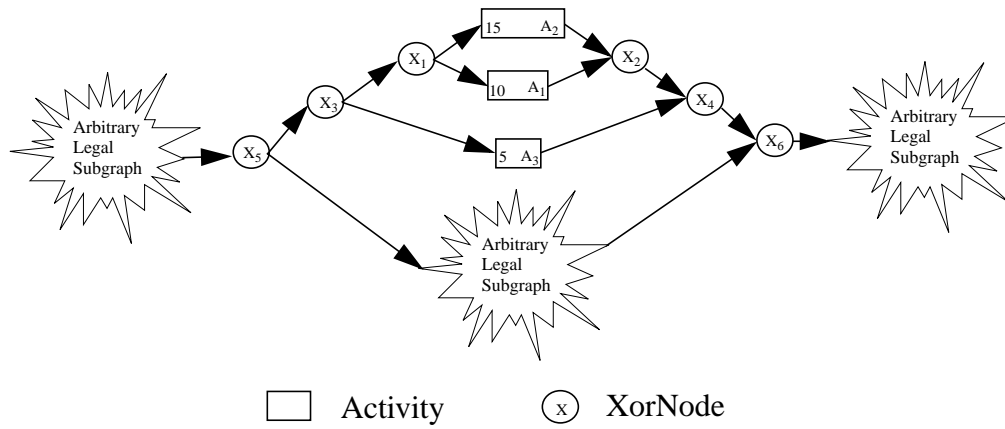 15 A₂
X₁
X₂
10 A₁
X₃
X₄
Arbitrary
Legal
Subgraph
X₅
5 A₃
X₆
Arbitrary
Legal
Subgraph
Arbitrary
Legal
Subgraph
Activity
X XorNode